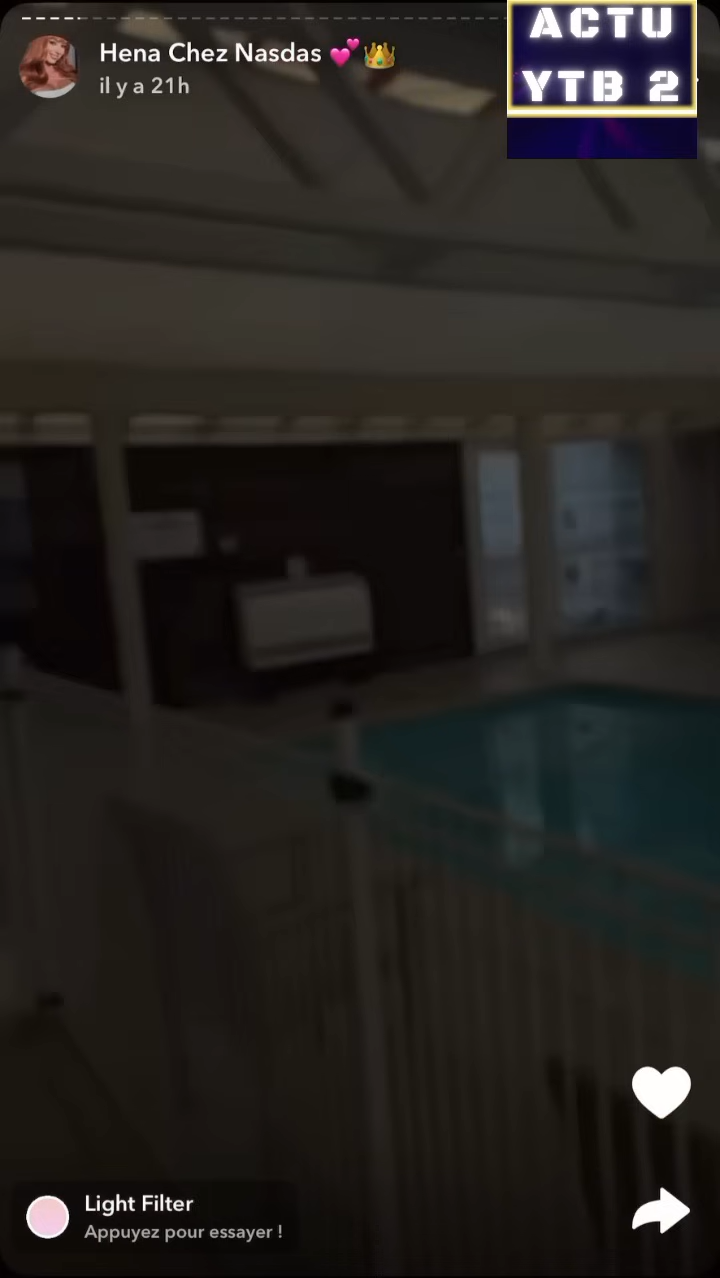 Hena Chez Nasdas 💕👑
il y a 21h
ACTU
YTB 2
Light Filter
Appuyez pour essayer !